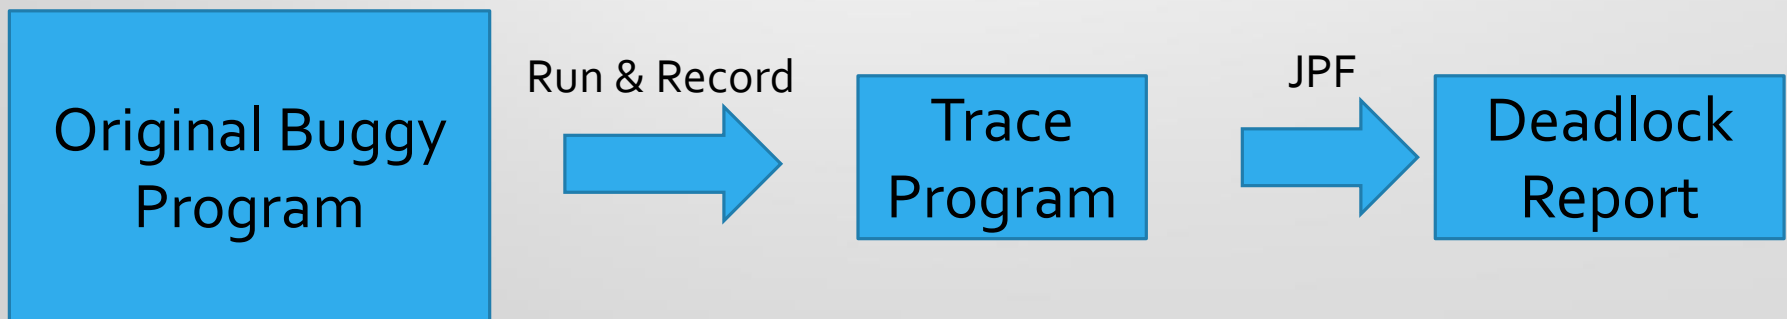 Original Buggy
Program
Run & Record
Trace
Program
JPF
Deadlock
Report